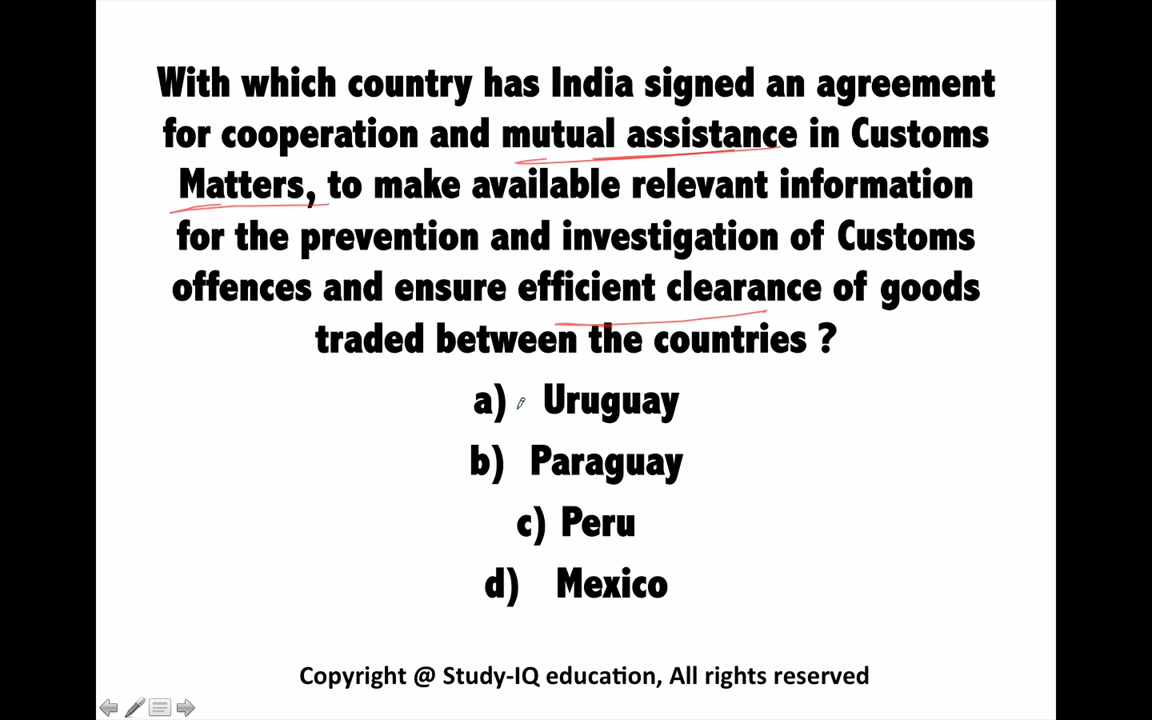 With which country has India signed an agreement
for cooperation and mutual assistance in Customs
Matters, to make available relevant information
for the prevention and investigation of Customs
offences and ensure efficient clearance of goods
traded between the countries ?
a) Uruguay
b) Paraguay
c) Peru
d) Mexico
Copyright @ Study-IQ education, All rights reserved